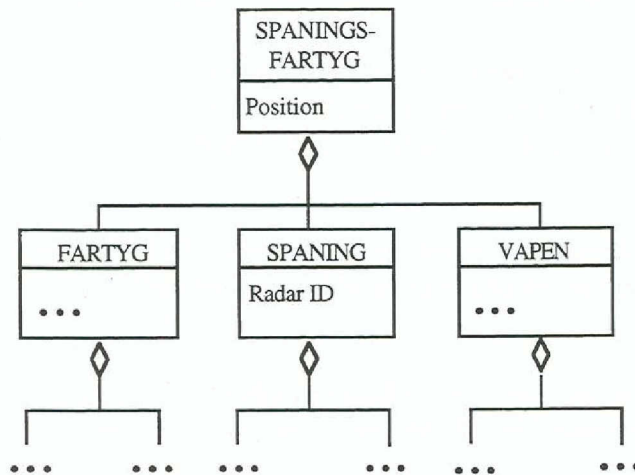 SPANINGS-
FARTYG
Position
FARTYG
•••
SPANING
Radar ID
VAPEN
•••
••• ••• ••• ••• ••• •••